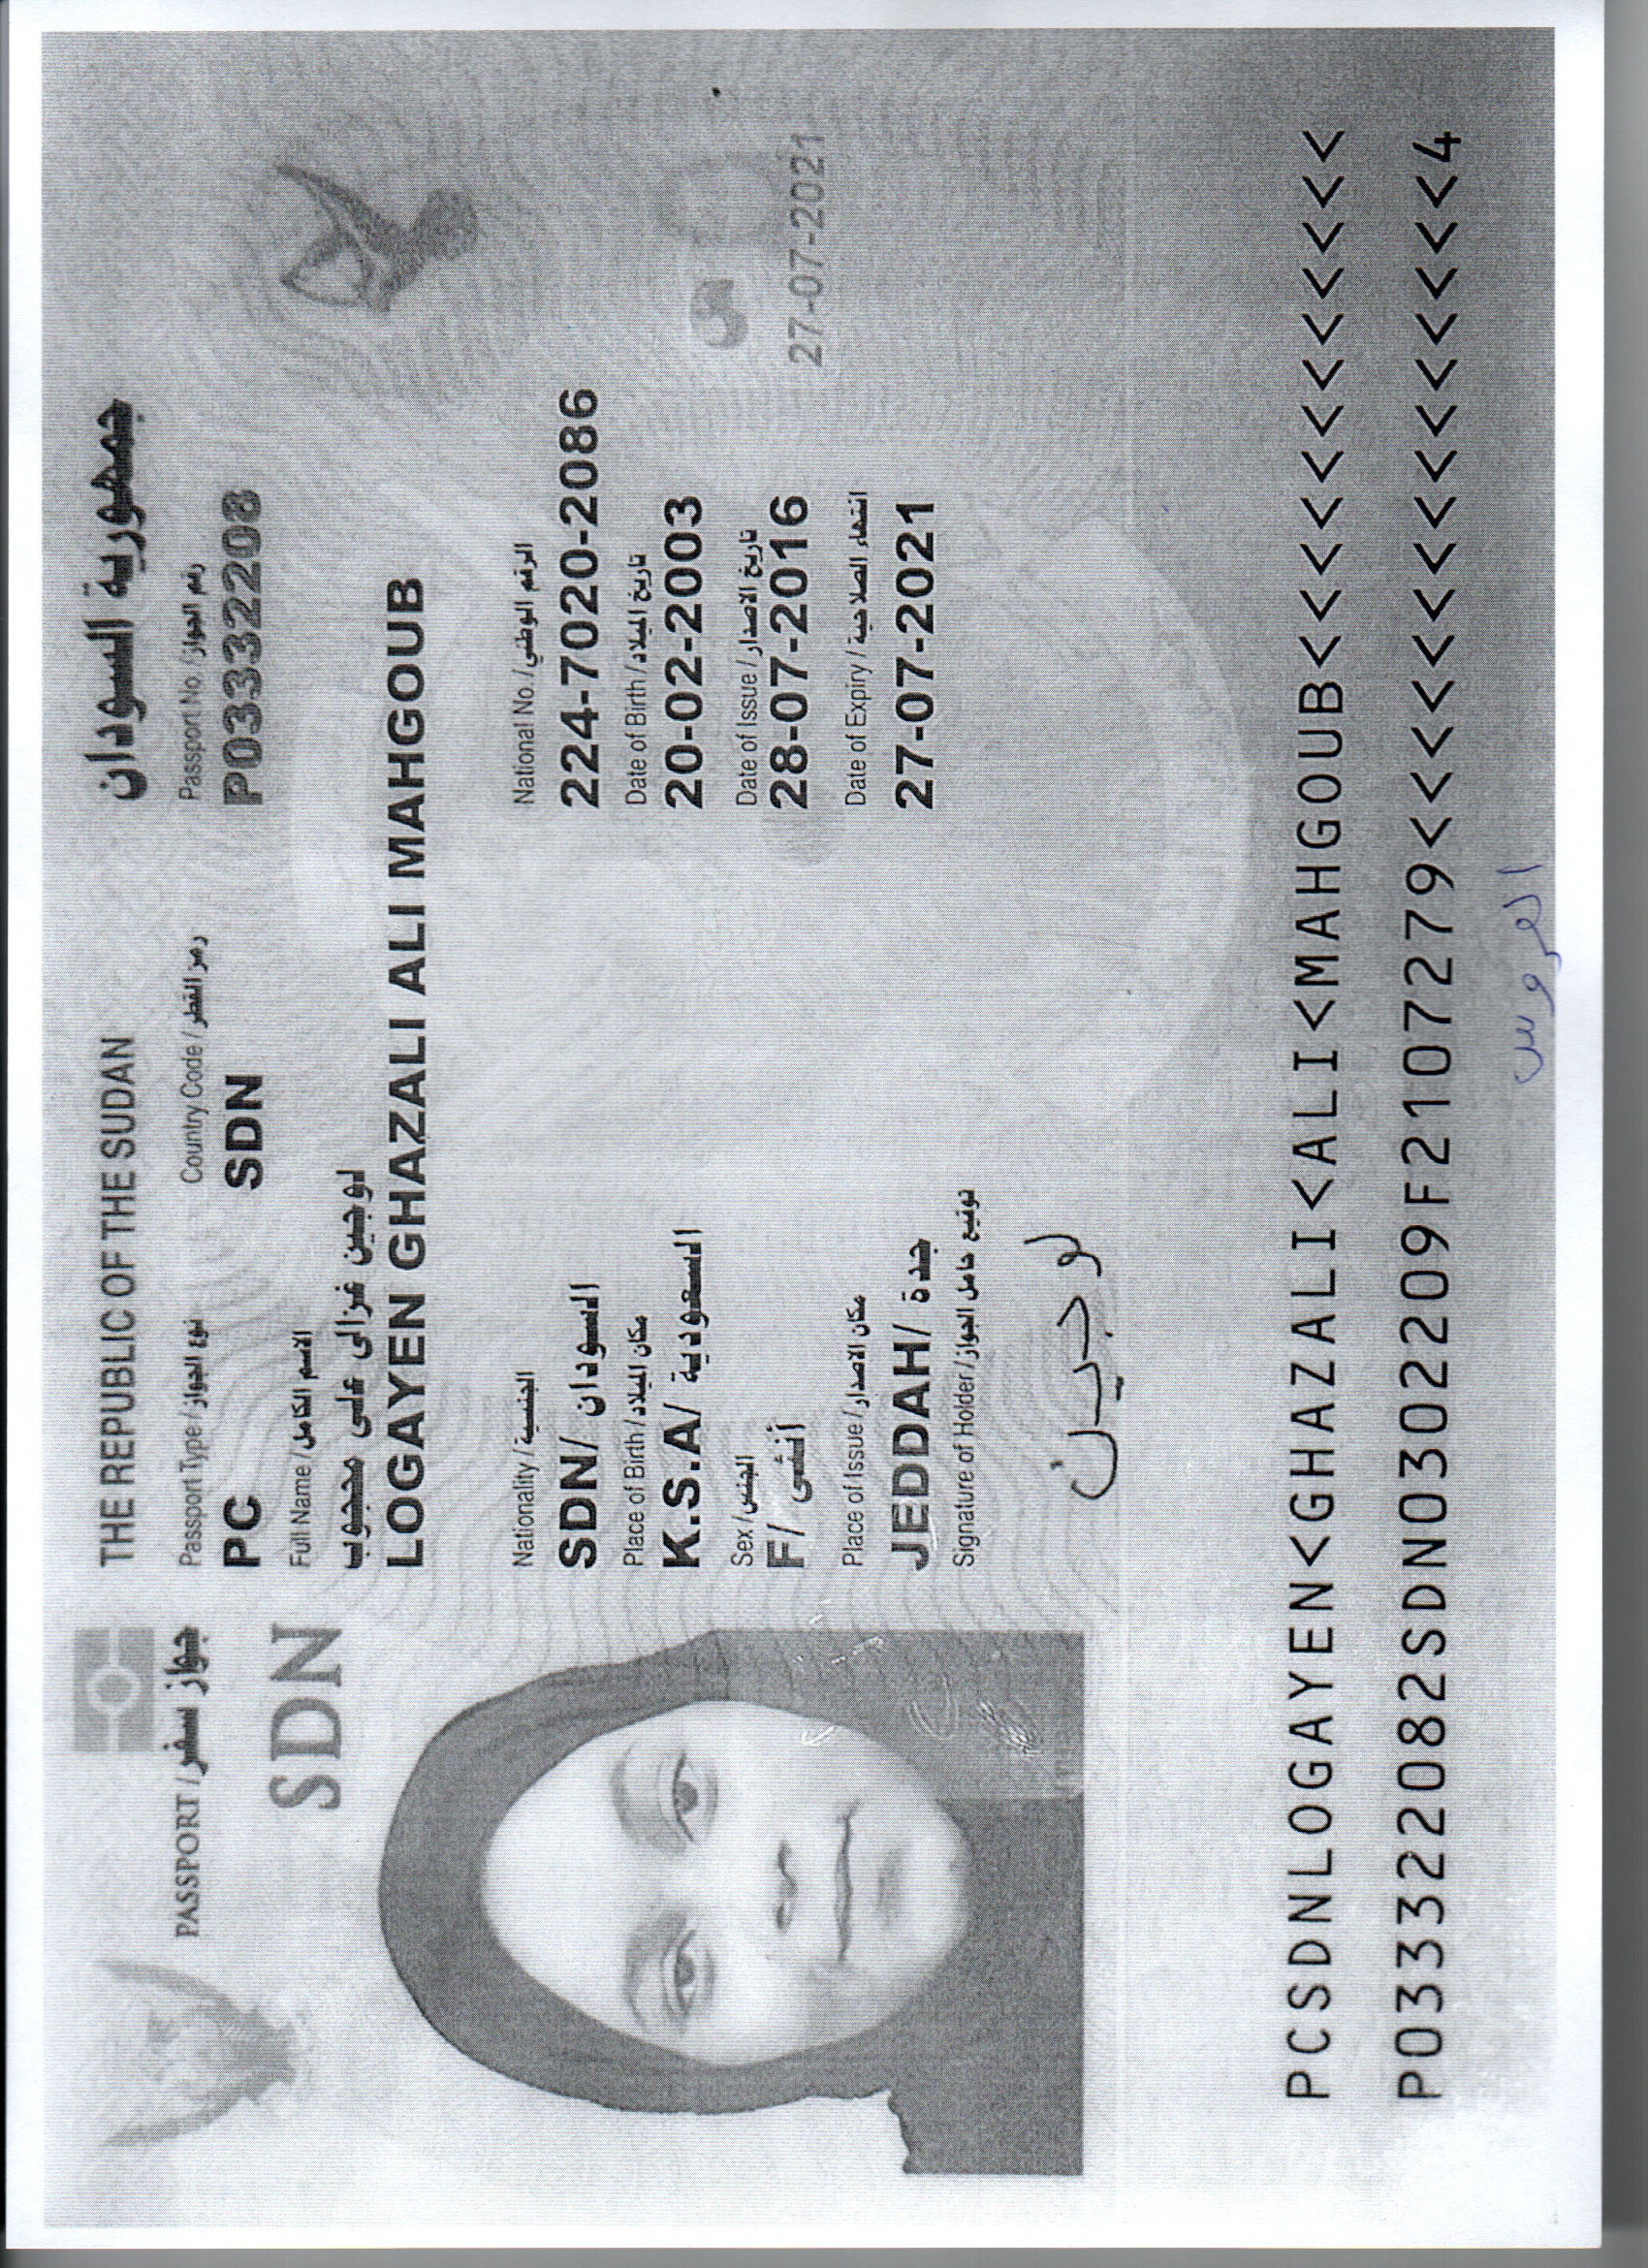 جمهورية السودان
THE REPUBLIC OF THE SUDAN
PASSPORT / جواز سفر
Passport Type / نوع الجواز
Country Code / رمز القطر
Passport No. / رقم الجواز
PC
SDN
P03332208
SDN
Full Name / الاسم الكامل
لوجين غزالى على محجوب
LOGAYEN GHAZALI ALI MAHGOUB
Nationality / الجنسية
National No. / الرقم الوطني
SDN/ السودان
224-7020-2086
Place of Birth / مكان الميلاد
Date of Birth / تاريخ الميلاد
K.S.A/ السعودية
20-02-2003
Sex / الجنس
Date of Issue / تاريخ الاصدار
F/ أنثى
28-07-2016
27-07-2021
Place of Issue / مكان الاصدار
Date of Expiry / انتهاء الصلاحية
JEDDAH/ جدة
27-07-2021
Signature of Holder / توقيع حامل الجواز
لوجين
PCSDNLOGAYEN<GHAZALI<ALI<MAHGOUB<<<<<<<<<<<<
P033322082SDN0302209F2107279<<<<<<<<<<<<<<<4
العروس